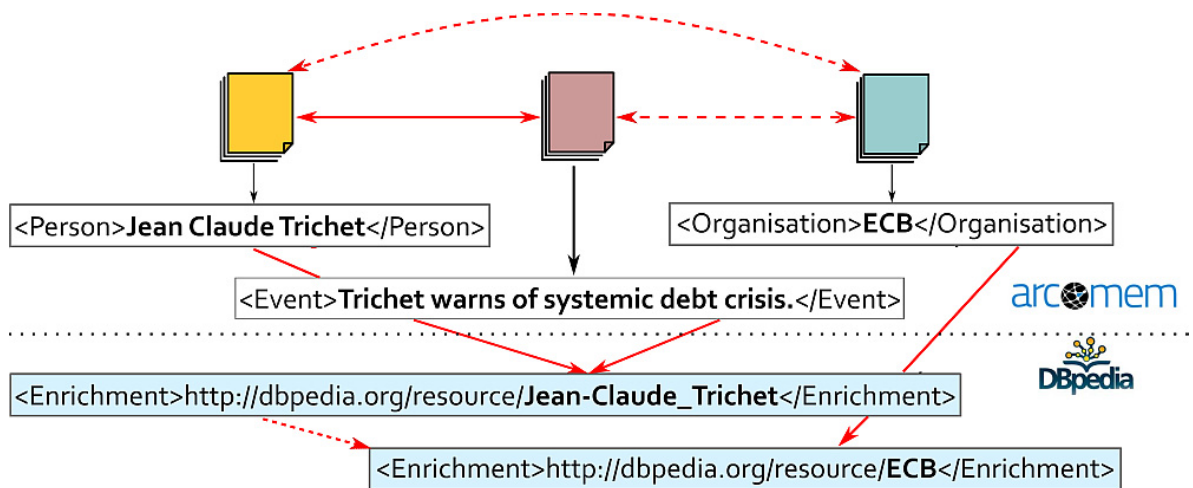 <Person>Jean Claude Trichet</Person>
<Organisation>ECB</Organisation>
<Event>Trichet warns of systemic debt crisis.</Event>
arcomem
DBpedia
<Enrichment>http://dbpedia.org/resource/Jean-Claude_Trichet</Enrichment>
<Enrichment>http://dbpedia.org/resource/ECB</Enrichment>